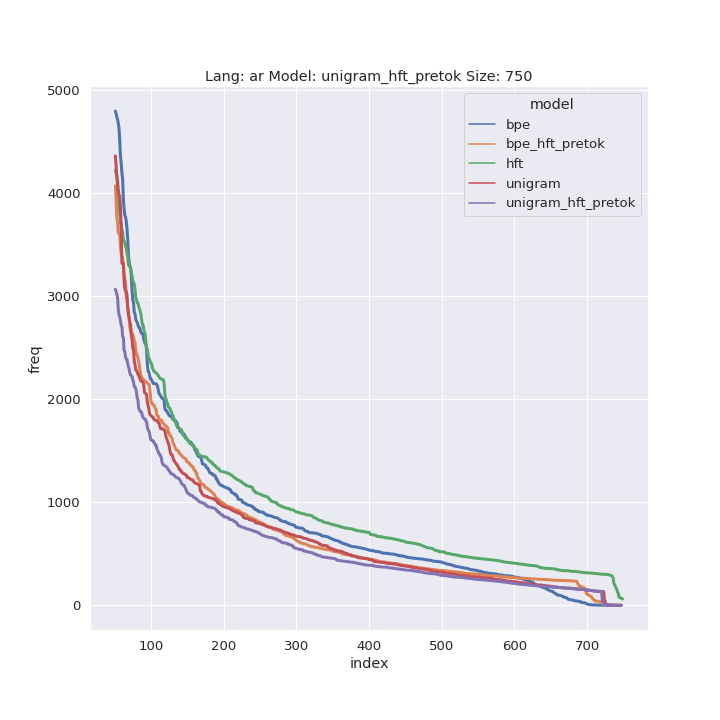 Lang: ar Model: unigram_hft_pretok Size: 750
5000
4000
3000
2000
1000
0
freq
100 200 300 400 500 600 700
index
model
bpe
bpe_hft_pretok
hft
unigram
unigram_hft_pretok